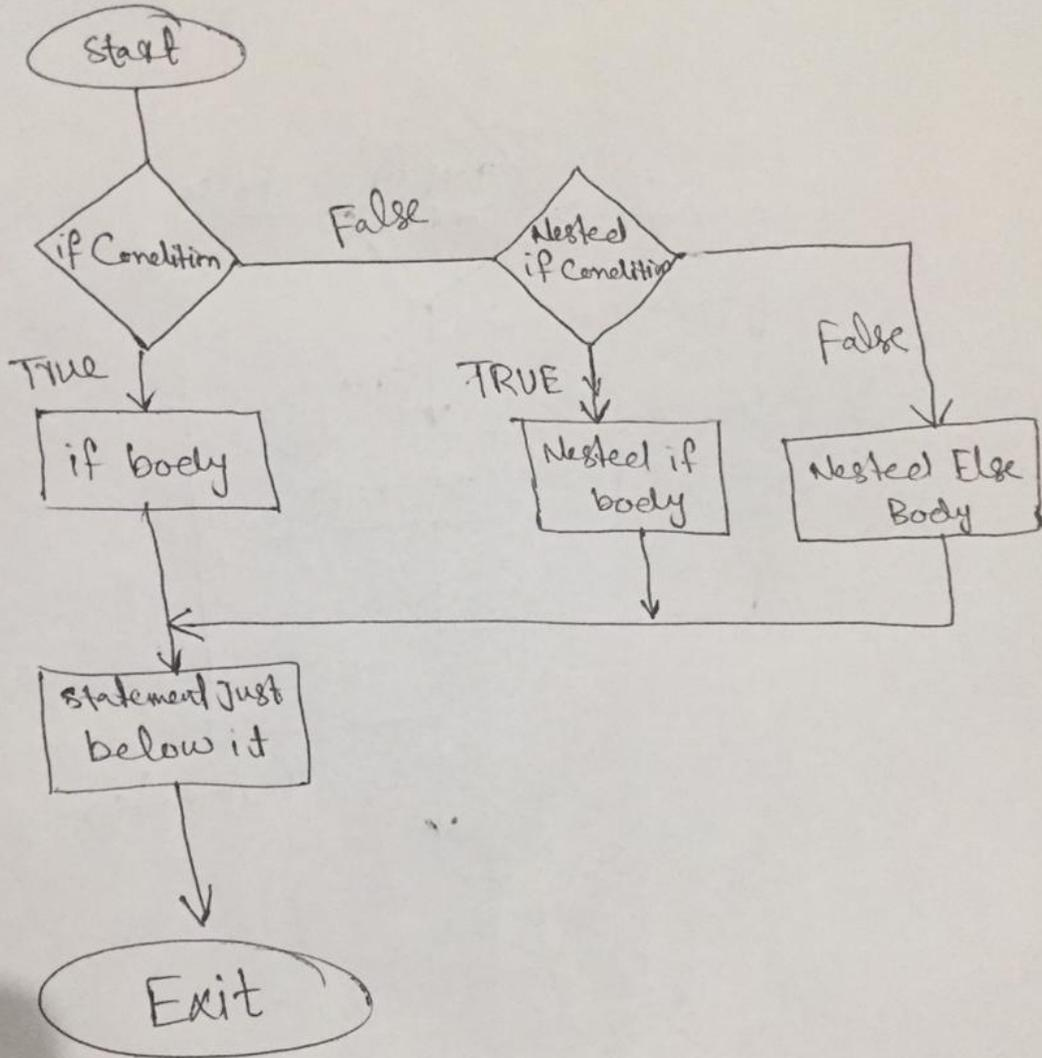 Start
if Condition
False
Nested
if Condition
True
TRUE
False
if body
Nested if
body
Nested Else
Body
Statement Just
below it
Exit